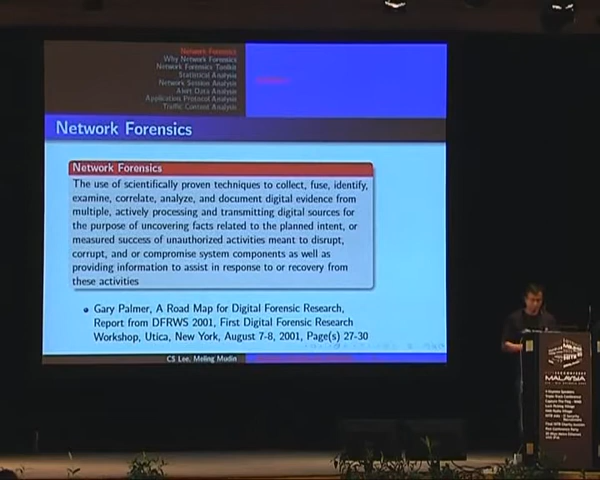 Network Forensics
Why Network Forensics
Network Forensics Toolkit
Statistical Analysis
Network Session Analysis
Alert Data Analysis
Application Protocol Analysis
Traffic Content Analysis
Network Forensics
Network Forensics
The use of scientifically proven techniques to collect, fuse, identify,
examine, correlate, analyze, and document digital evidence from
multiple, actively processing and transmitting digital sources for
the purpose of uncovering facts related to the planned intent, or
measured success of unauthorized activities meant to disrupt,
corrupt, and or compromise system components as well as
providing information to assist in response to or recovery from
these activities
Gary Palmer, A Road Map for Digital Forensic Research,
Report from DFRWS 2001, First Digital Forensic Research
Workshop, Utica, New York, August 7-8, 2001, Page(s) 27-30
CS Lee, Meling Mudin
MALAYSIA